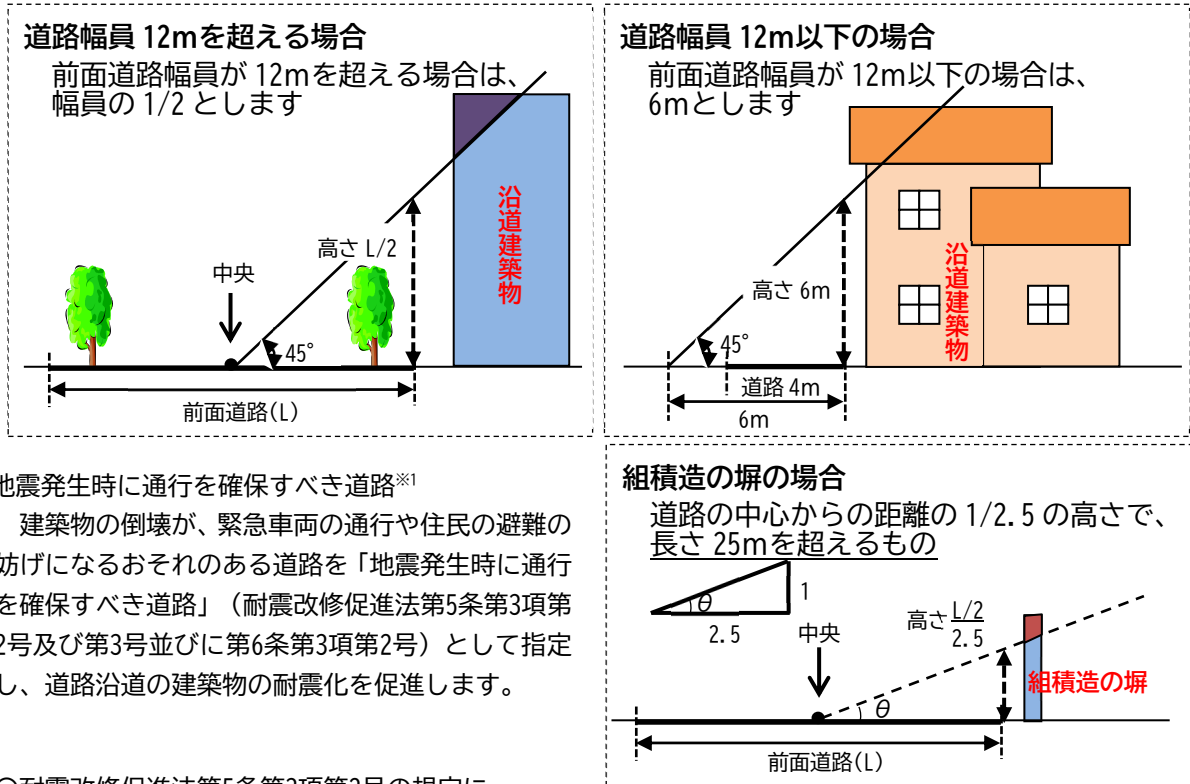 道路幅員 12mを超える場合
前面道路幅員が 12mを超える場合は、
幅員の 1/2 とします
沿道建築物
高さ L/2
中央
45°
前面道路(L)
道路幅員 12m以下の場合
前面道路幅員が 12m以下の場合は、
6mとします
沿道建築物
高さ 6m
45°
道路 4m
6m
地震発生時に通行を確保すべき道路※1
建築物の倒壊が、緊急車両の通行や住民の避難の
妨げになるおそれのある道路を「地震発生時に通行
を確保すべき道路」（耐震改修促進法第5条第3項第
2号及び第3号並びに第6条第3項第2号）として指定
し、道路沿道の建築物の耐震化を促進します。
組積造の塀の場合
道路の中心からの距離の 1/2.5 の高さで、
長さ 25mを超えるもの
θ
1
2.5
中央
高さ L/2
2.5
組積造の塀
θ
前面道路(L)